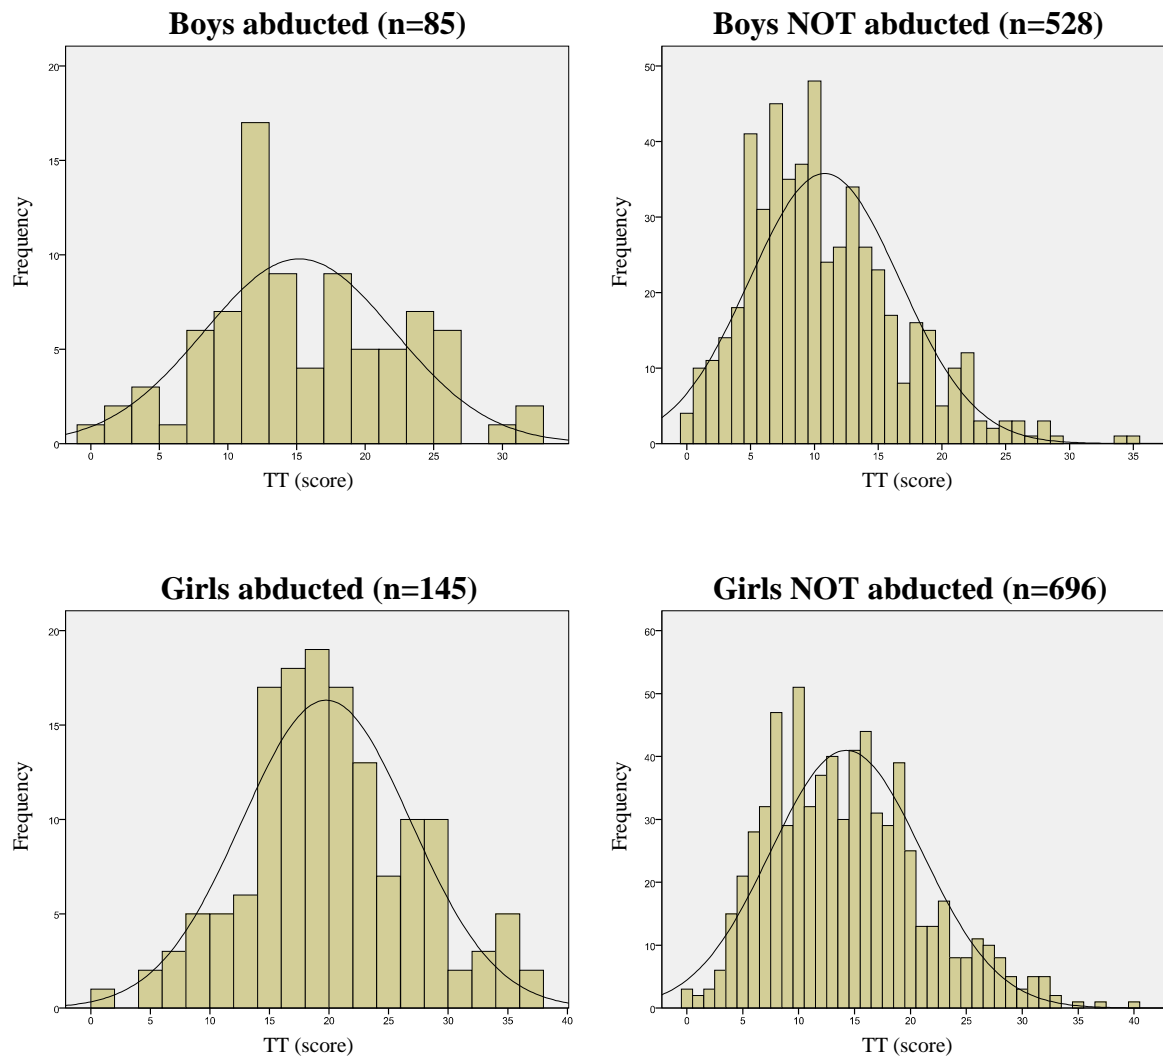 Boys abducted (n=85)
20
15
10
5
0
Frequency
0 5 10 15 20 25 30
TT (score)
Boys NOT abducted (n=528)
50
40
30
20
10
0
Frequency
0 5 10 15 20 25 30 35
TT (score)
Girls abducted (n=145)
20
15
10
5
0
Frequency
0 5 10 15 20 25 30 35 40
TT (score)
Girls NOT abducted (n=696)
60
50
40
30
20
10
0
Frequency
0 5 10 15 20 25 30 35 40
TT (score)